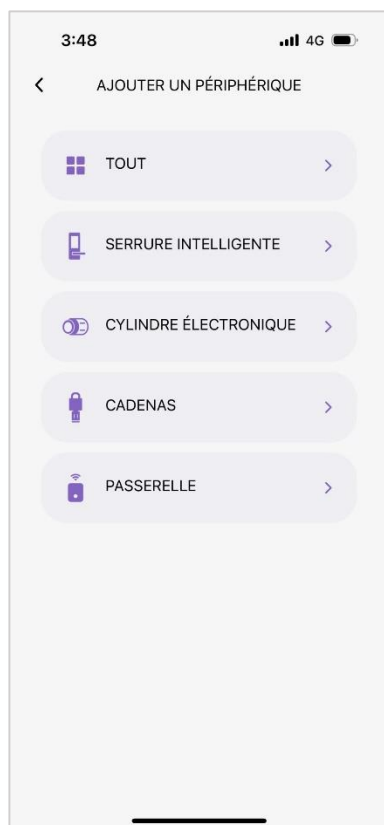 3:48 4G
AJOUTER UN PÉRIPHÉRIQUE
TOUT
SERRURE INTELLIGENTE
CYLINDRE ÉLECTRONIQUE
CADENAS
PASSERELLE